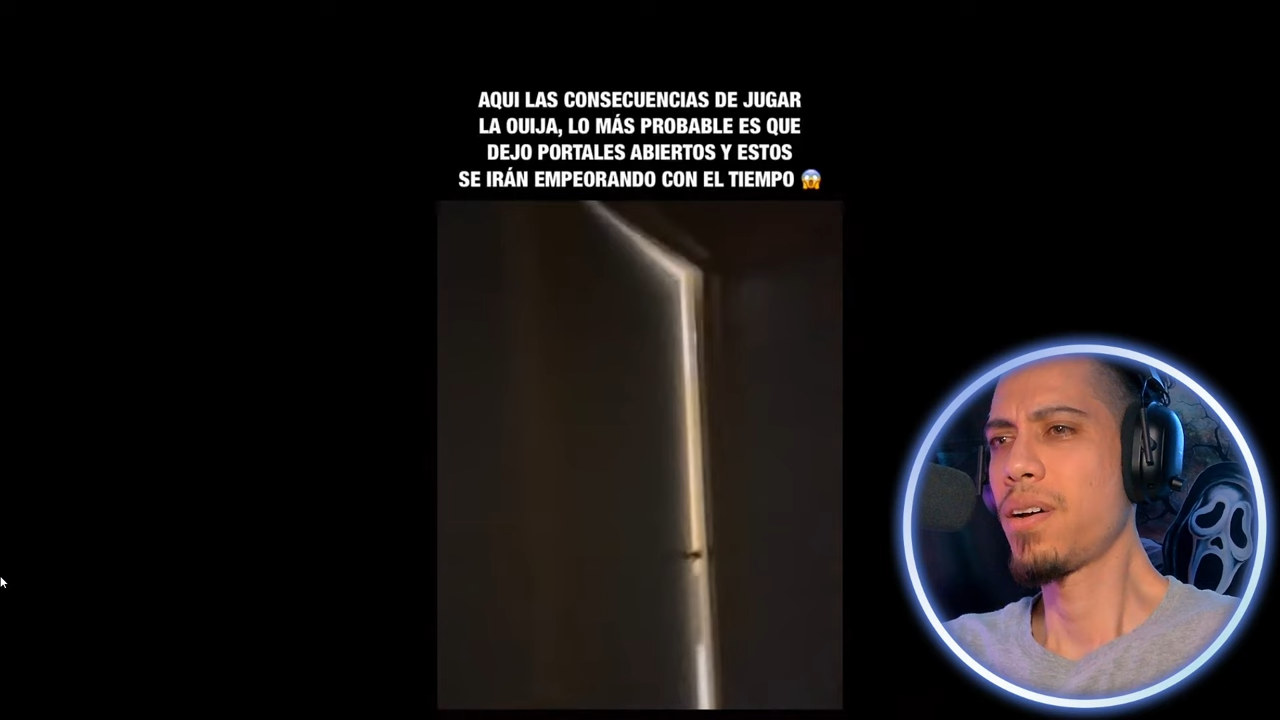 AQUI LAS CONSECUENCIAS DE JUGAR
LA OUIJA, LO MÁS PROBABLE ES QUE
DEJO PORTALES ABIERTOS Y ESTOS
SE IRÁN EMPEORANDO CON EL TIEMPO 😱